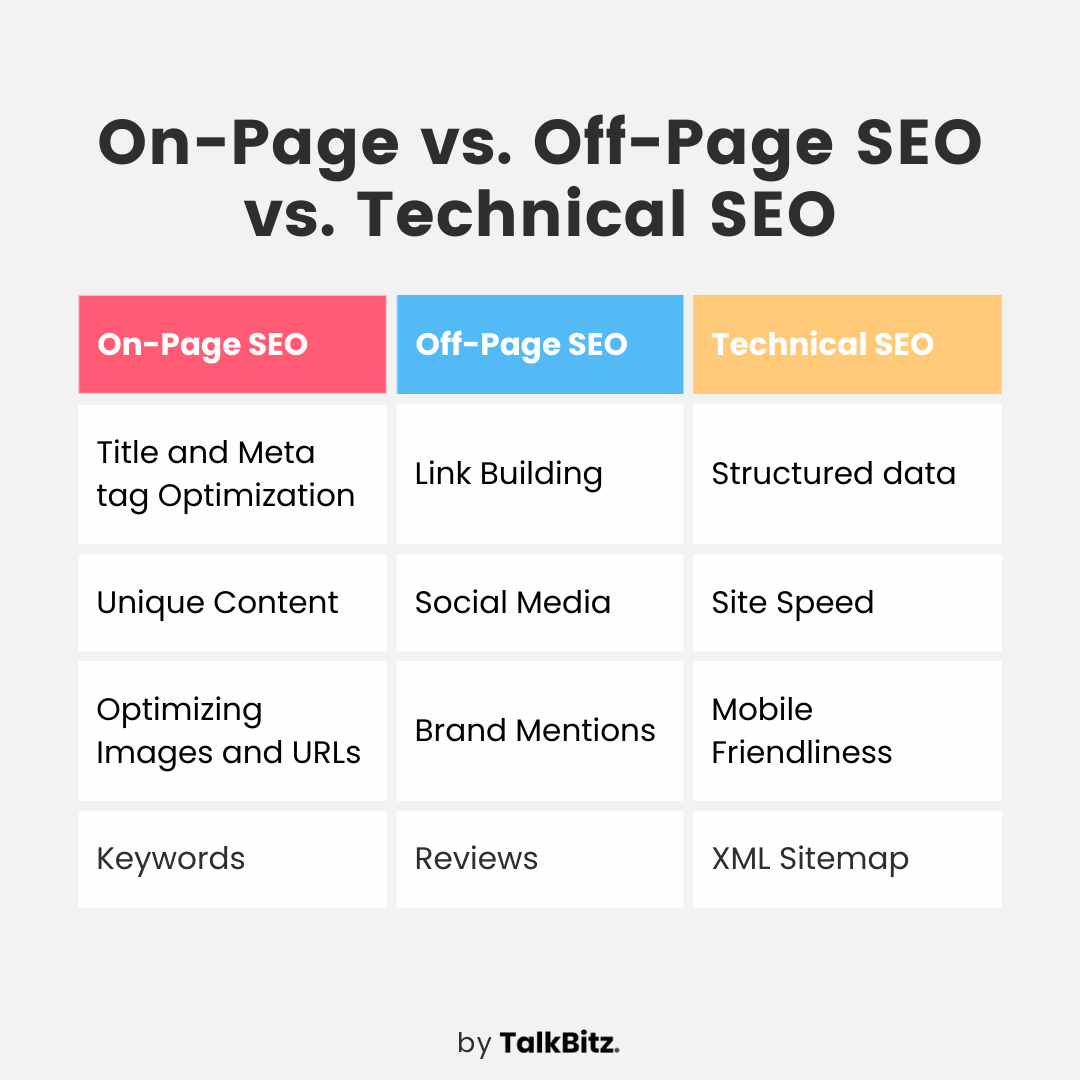 On-Page vs. Off-Page SEO
vs. Technical SEO
On-Page SEO
Off-Page SEO
Technical SEO
Title and Meta
tag Optimization
Link Building
Structured data
Unique Content
Social Media
Site Speed
Optimizing
Images and URLs
Brand Mentions
Mobile
Friendliness
Keywords
Reviews
XML Sitemap
by TalkBitz.